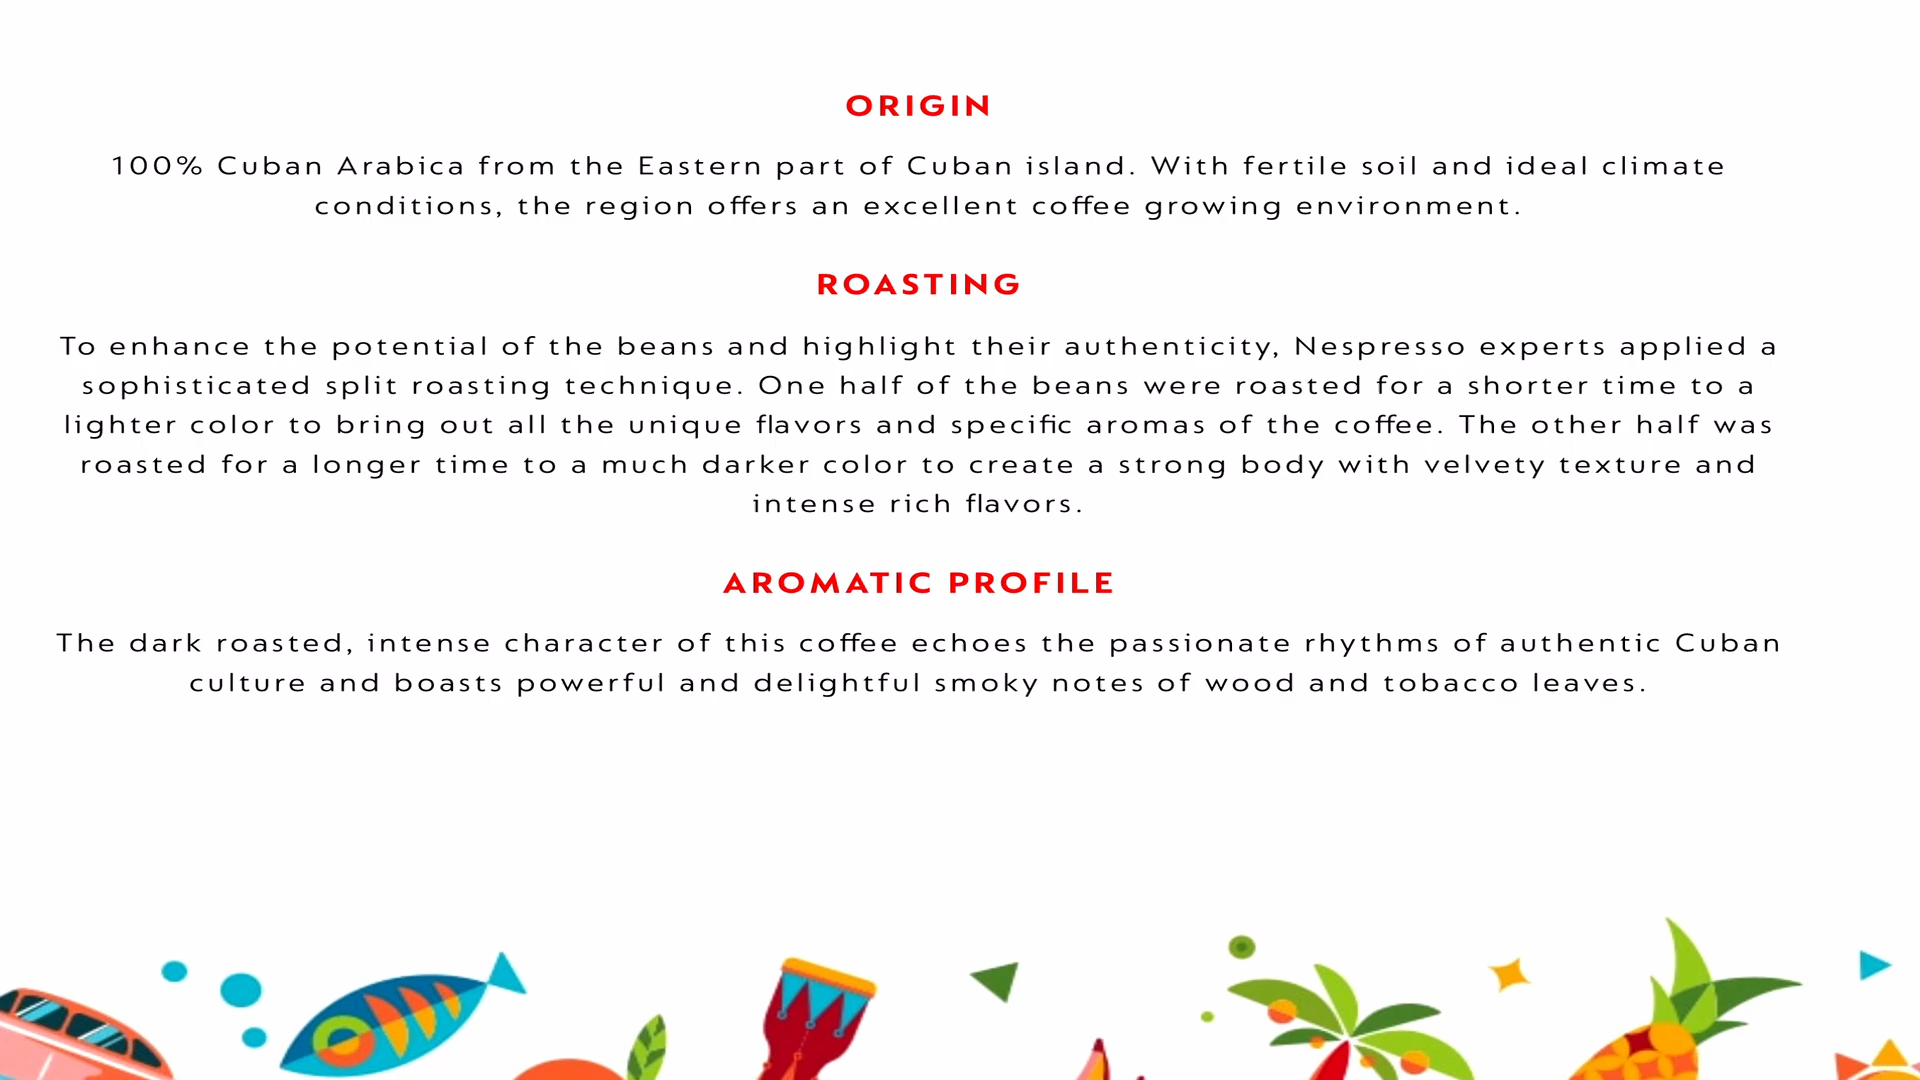 ORIGIN
100% Cuban Arabica from the Eastern part of Cuban island. With fertile soil and ideal climate
conditions, the region offers an excellent coffee growing environment.
ROASTING
To enhance the potential of the beans and highlight their authenticity, Nespresso experts applied a
sophisticated split roasting technique. One half of the beans were roasted for a shorter time to a
lighter color to bring out all the unique flavors and specific aromas of the coffee. The other half was
roasted for a longer time to a much darker color to create a strong body with velvety texture and
intense rich flavors.
AROMATIC PROFILE
The dark roasted, intense character of this coffee echoes the passionate rhythms of authentic Cuban
culture and boasts powerful and delightful smoky notes of wood and tobacco leaves.